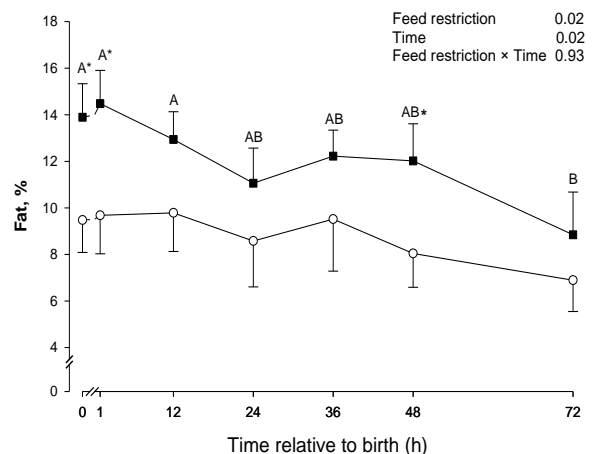 Feed restriction 0.02
Time 0.02
Feed restriction × Time 0.93
18
16
14
12
10
8
6
4
0
Fat, %
A*
A*
A
AB
AB
AB*
B
0 1 12 24 36 48 72
Time relative to birth (h)